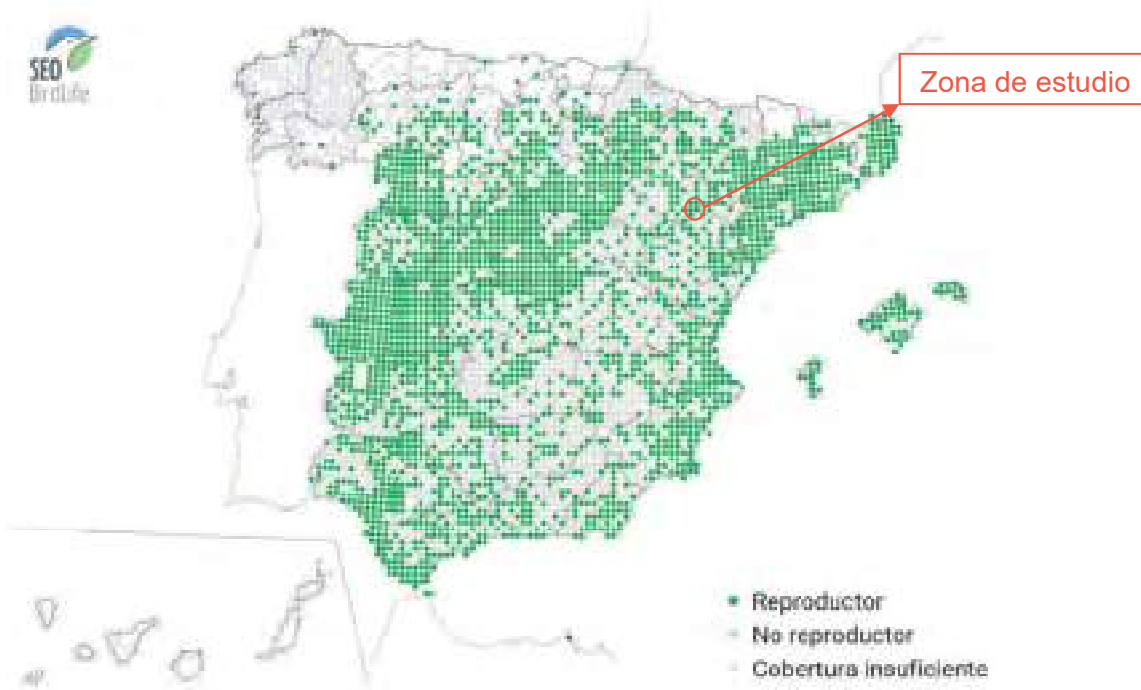 SEO
BirdLife
Zona de estudio
Reproductor
No reproductor
Cobertura insuficiente